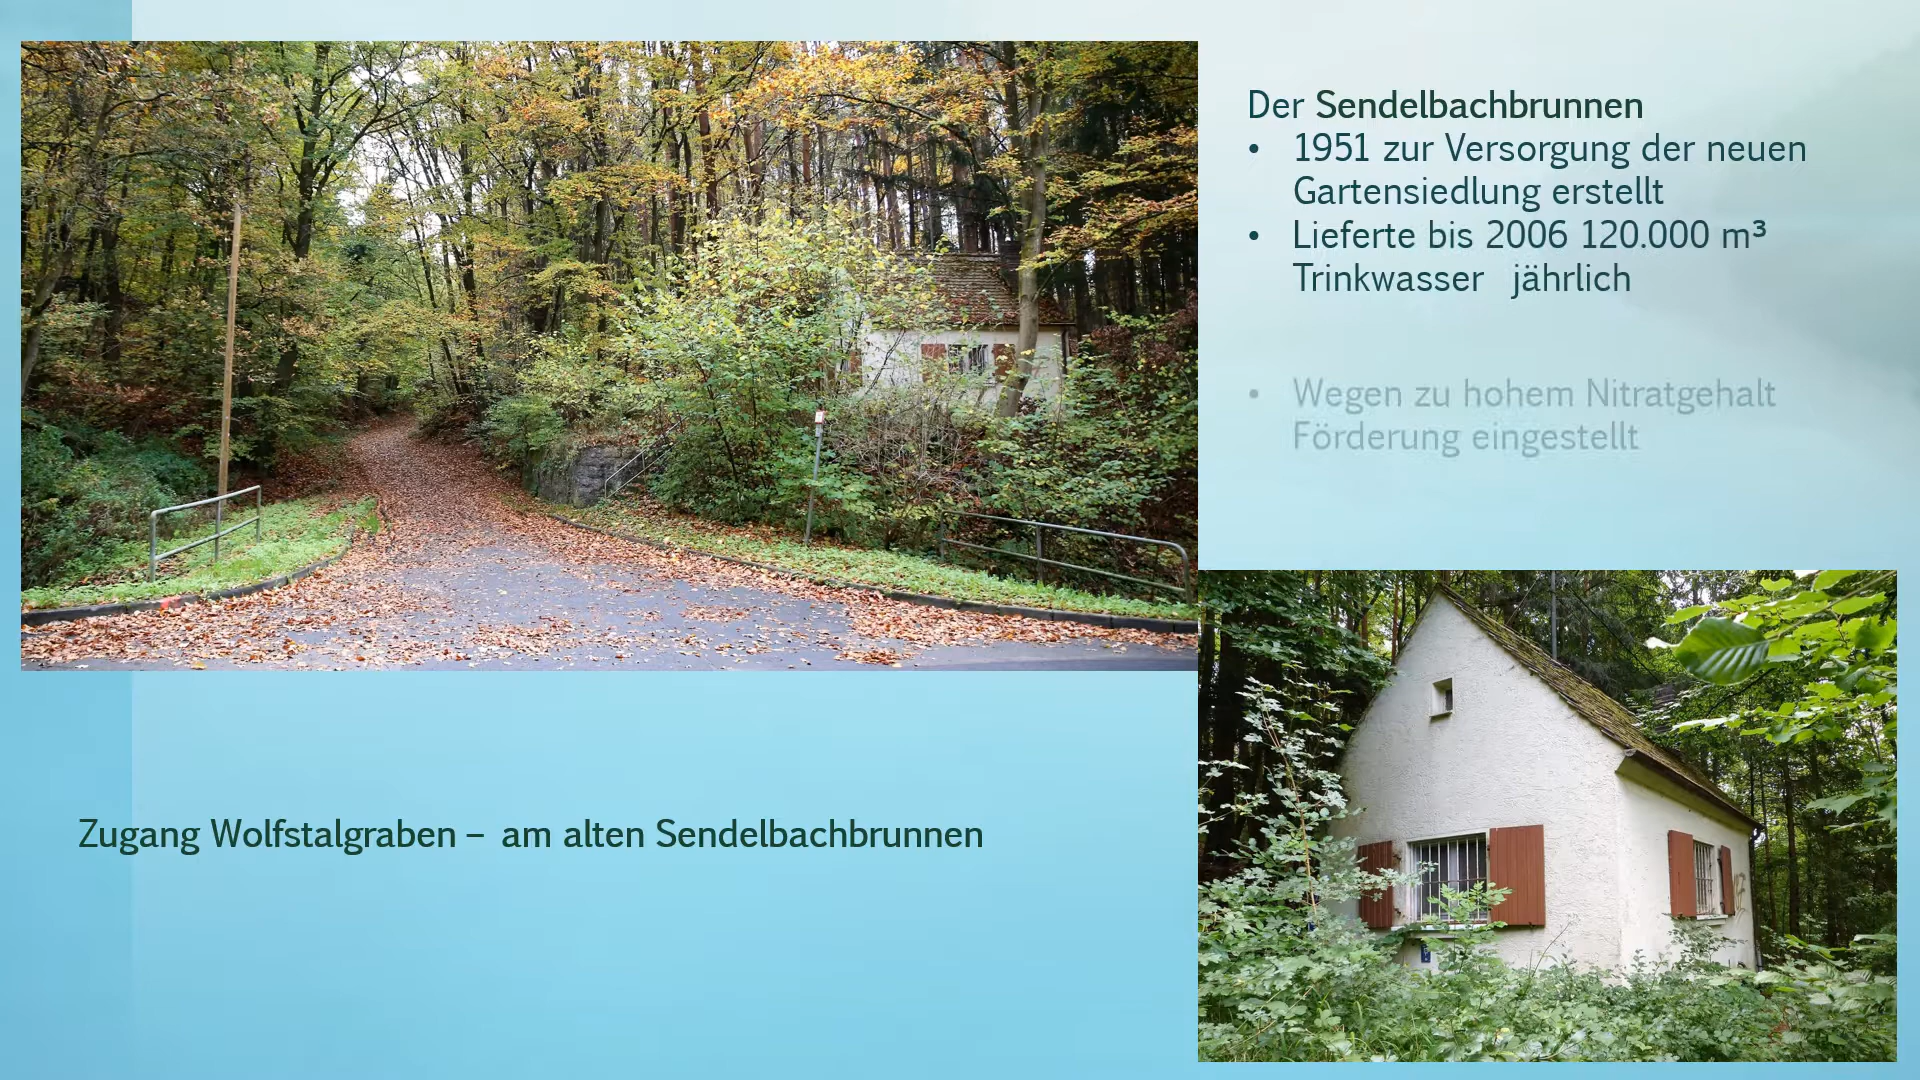 Der Sendelbachbrunnen
• 1951 zur Versorgung der neuen
Gartensiedlung erstellt
• Lieferte bis 2006 120.000 m³
Trinkwasser jährlich
• Wegen zu hohem Nitratgehalt
Förderung eingestellt
Zugang Wolfstalgraben – am alten Sendelbachbrunnen